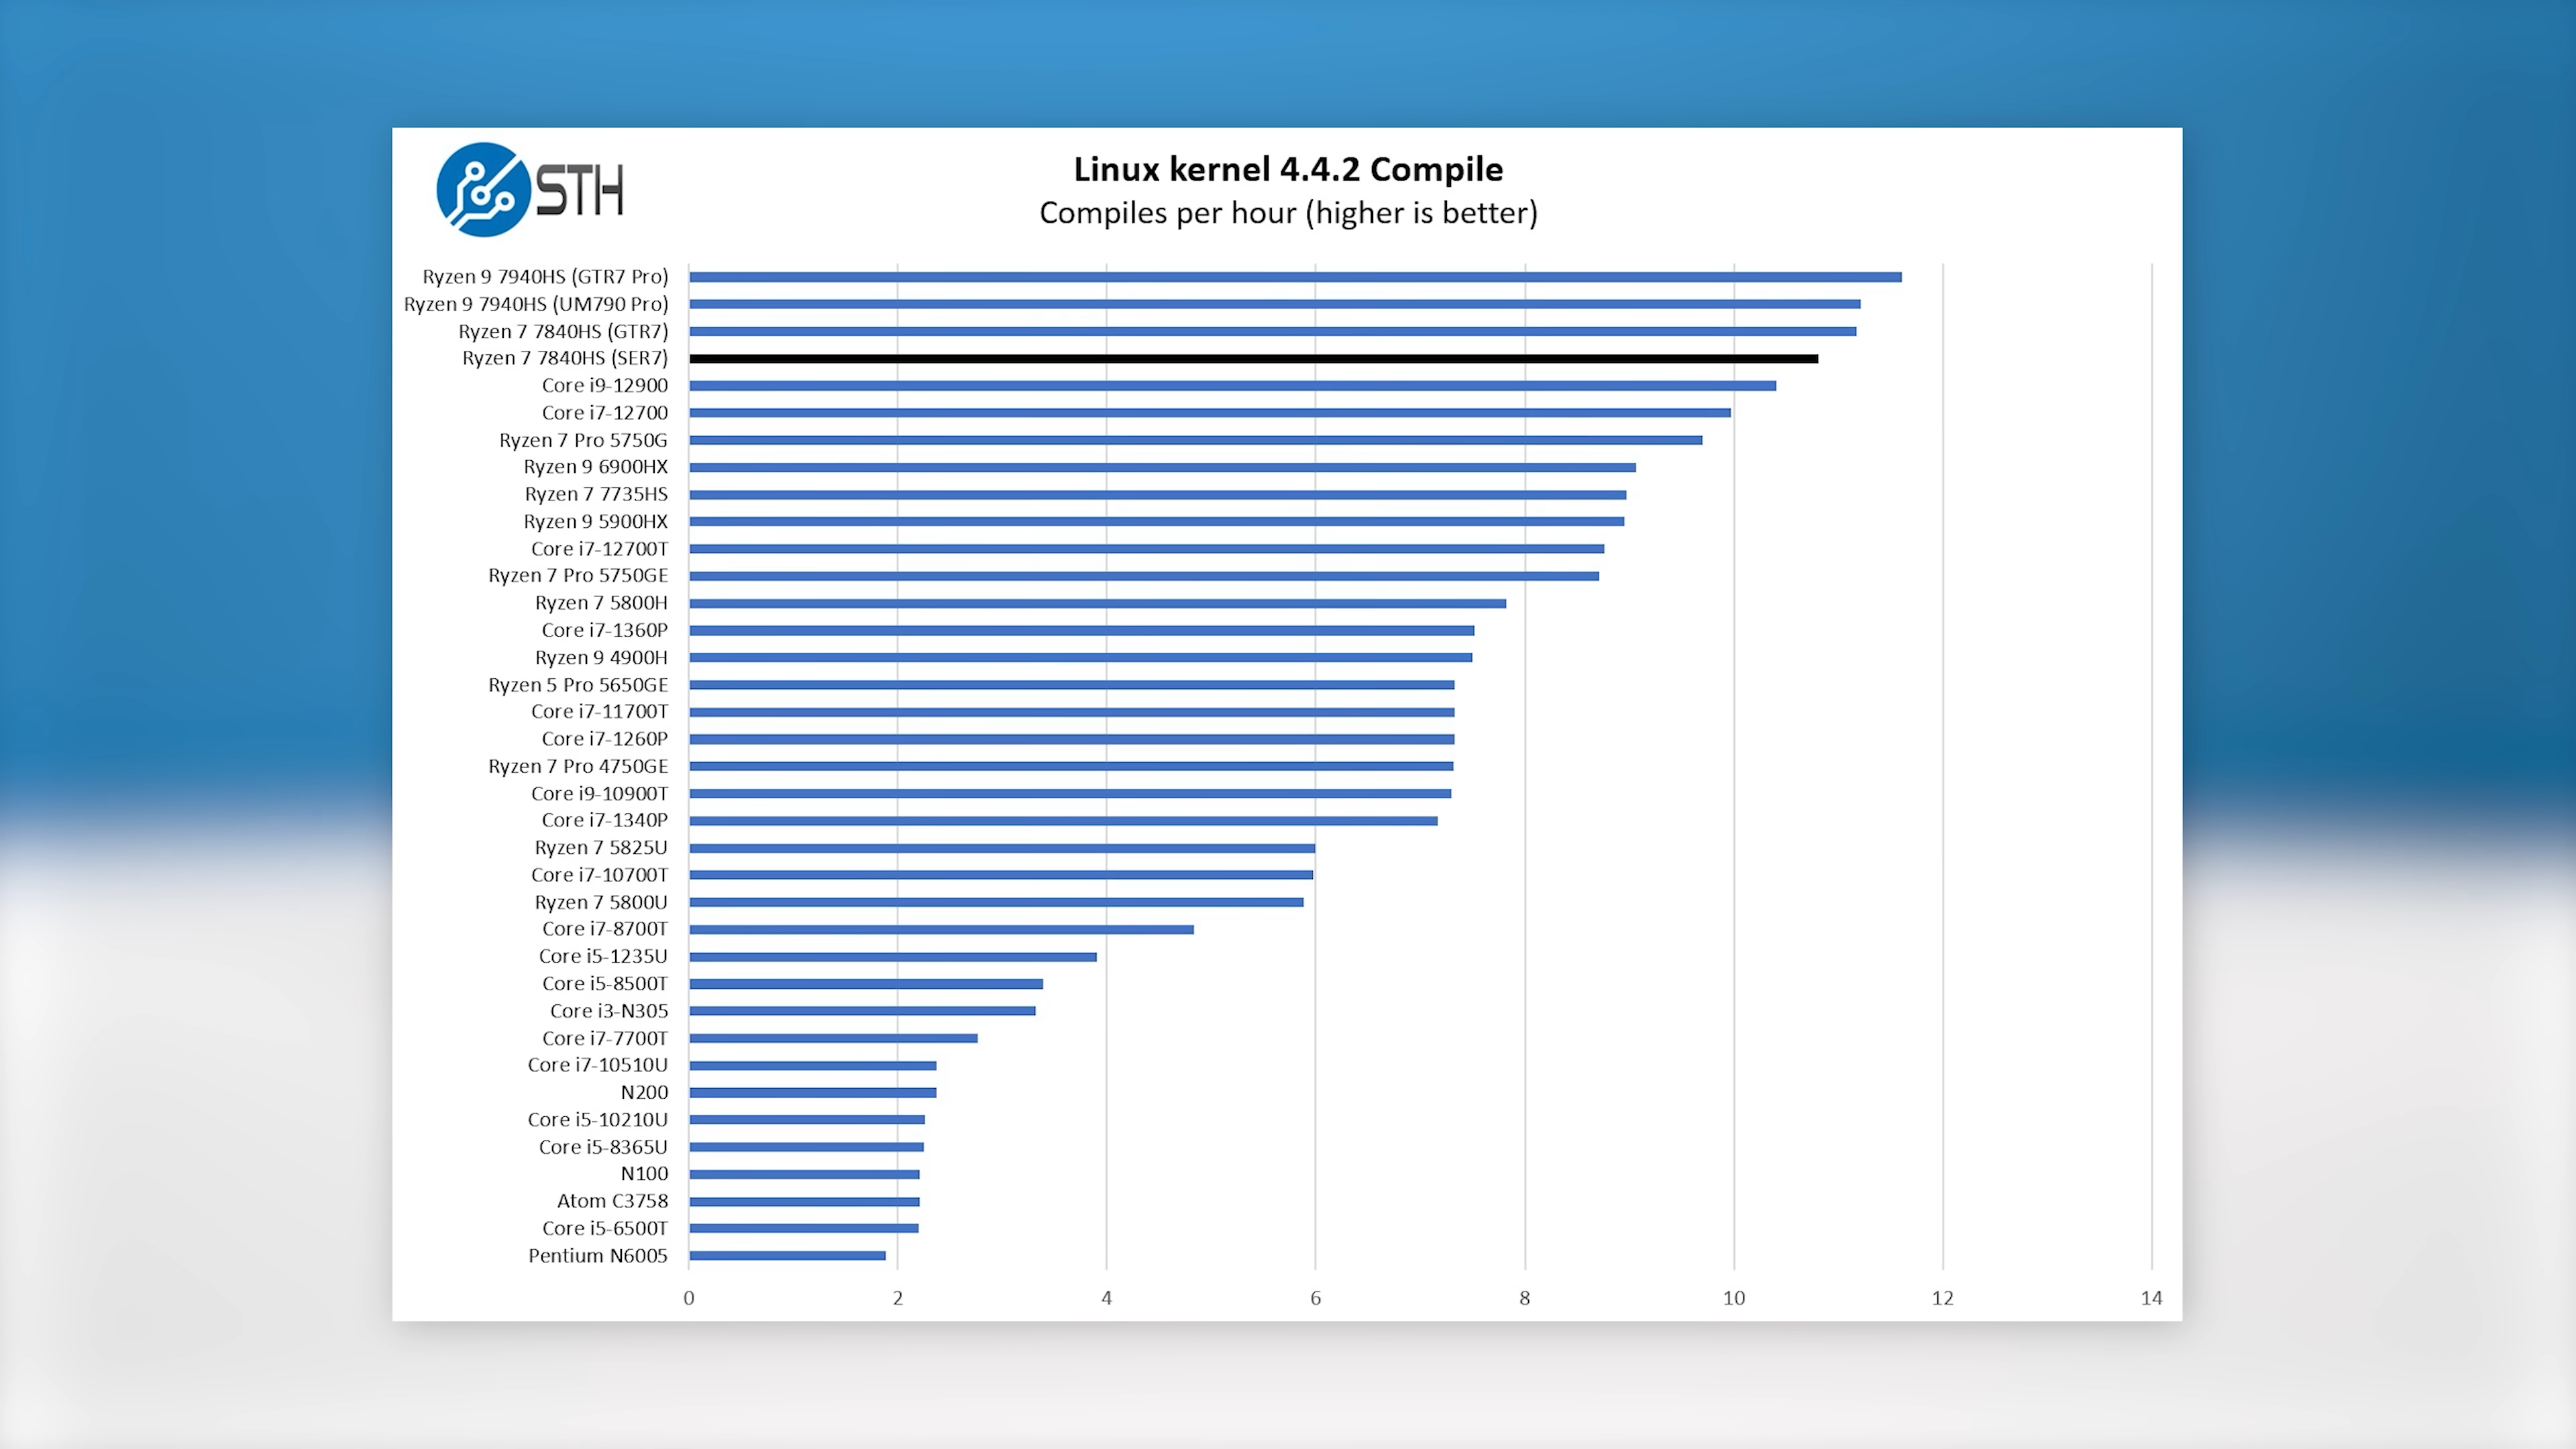 STH
Linux kernel 4.4.2 Compile
Compiles per hour (higher is better)
Ryzen 9 7940HS (GTR7 Pro)
Ryzen 9 7940HS (UM790 Pro)
Ryzen 7 7840HS (GTR7)
Ryzen 7 7840HS (SER7)
Core i9-12900
Core i7-12700
Ryzen 7 Pro 5750G
Ryzen 9 6900HX
Ryzen 7 7735HS
Ryzen 9 5900HX
Core i7-12700T
Ryzen 7 Pro 5750GE
Ryzen 7 5800H
Core i7-1360P
Ryzen 9 4900H
Ryzen 5 Pro 5650GE
Core i7-11700T
Core i7-1260P
Ryzen 7 Pro 4750GE
Core i9-10900T
Core i7-1340P
Ryzen 7 5825U
Core i7-10700T
Ryzen 7 5800U
Core i7-8700T
Core i5-1235U
Core i5-8500T
Core i3-N305
Core i7-7700T
Core i7-10510U
N200
Core i5-10210U
Core i5-8365U
N100
Atom C3758
Core i5-6500T
Pentium N6005
0 2 4 6 8 10 12 14